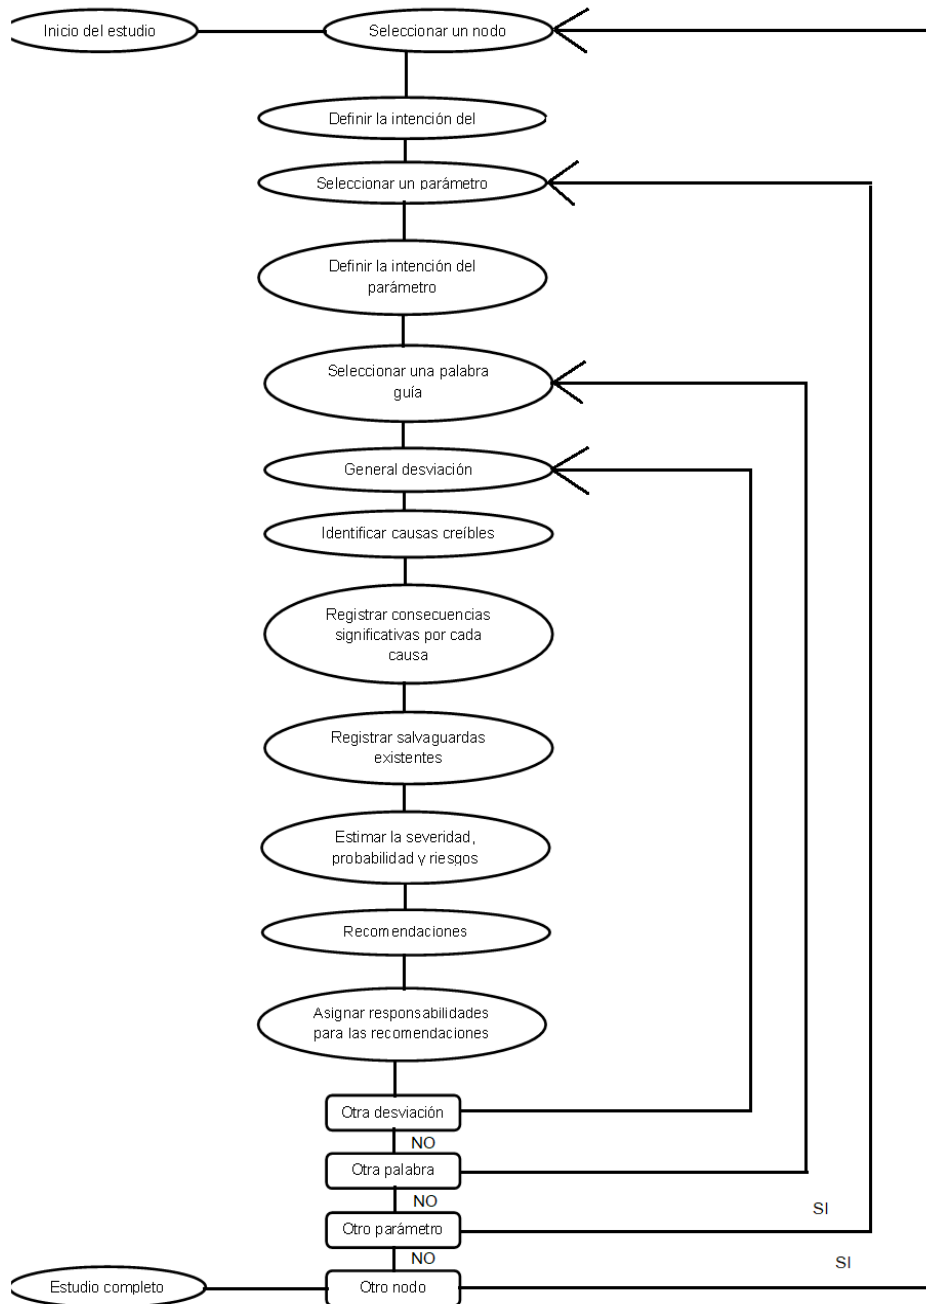 Inicio del estudio
Seleccionar un nodo
Definir la intención del
Seleccionar un parámetro
Definir la intención del
parámetro
Seleccionar una palabra
guía
General desviación
Identificar causas creíbles
Registrar consecuencias
significativas por cada
causa
Registrar salvaguardas
existentes
Estimar la severidad,
probabilidad y riesgos
Recomendaciones
Asignar responsabilidades
para las recomendaciones
Otra desviación
NO
Otra palabra
NO
Otro parámetro
SI
NO
Otro nodo
SI
Estudio completo